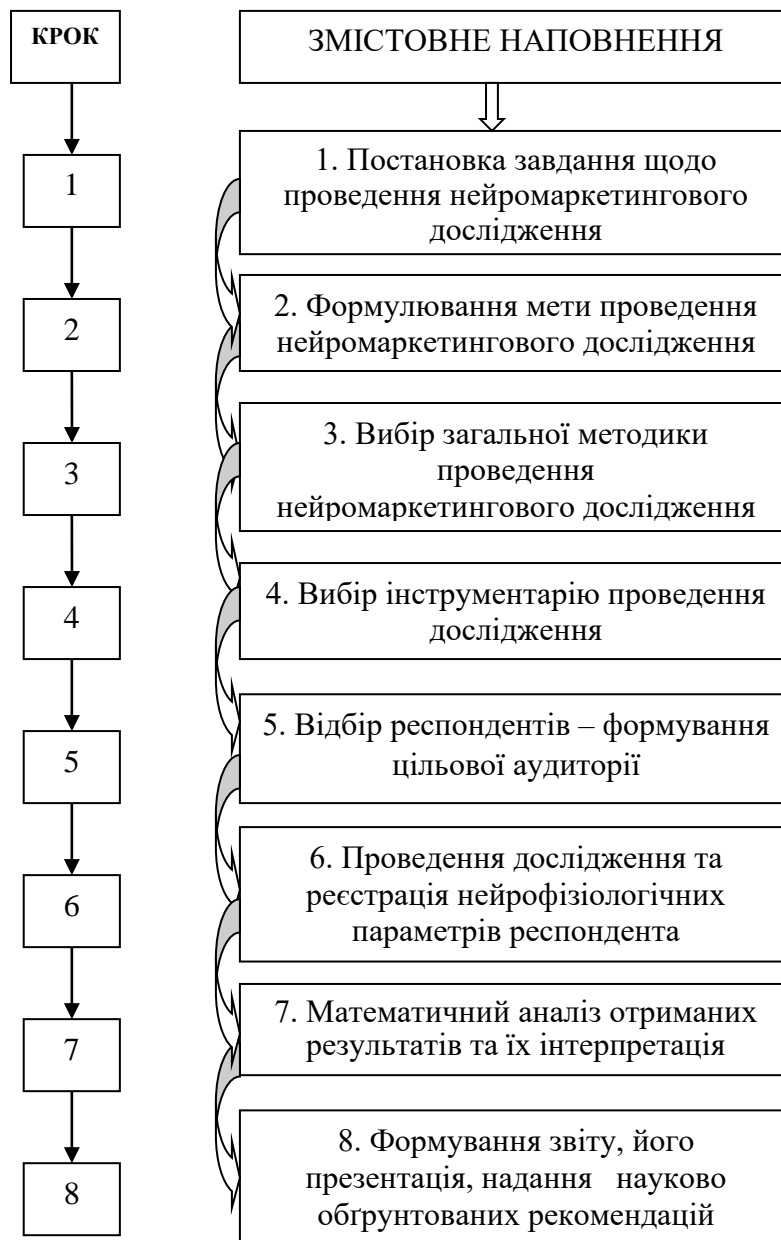 КРОК
ЗМІСТОВНЕ НАПОВНЕННЯ
1
1. Постановка завдання щодо
проведення нейромаркетингового
дослідження
2
2. Формулювання мети проведення
нейромаркетингового дослідження
3
3. Вибір загальної методики
проведення
нейромаркетингового дослідження
4
4. Вибір інструментарію проведення
дослідження
5
5. Відбір респондентів – формування
цільової аудиторії
6
6. Проведення дослідження та
реєстрація нейрофізіологічних
параметрів респондента
7
7. Математичний аналіз отриманих
результатів та їх інтерпретація
8
8. Формування звіту, його
презентація, надання науково
обґрунтованих рекомендацій